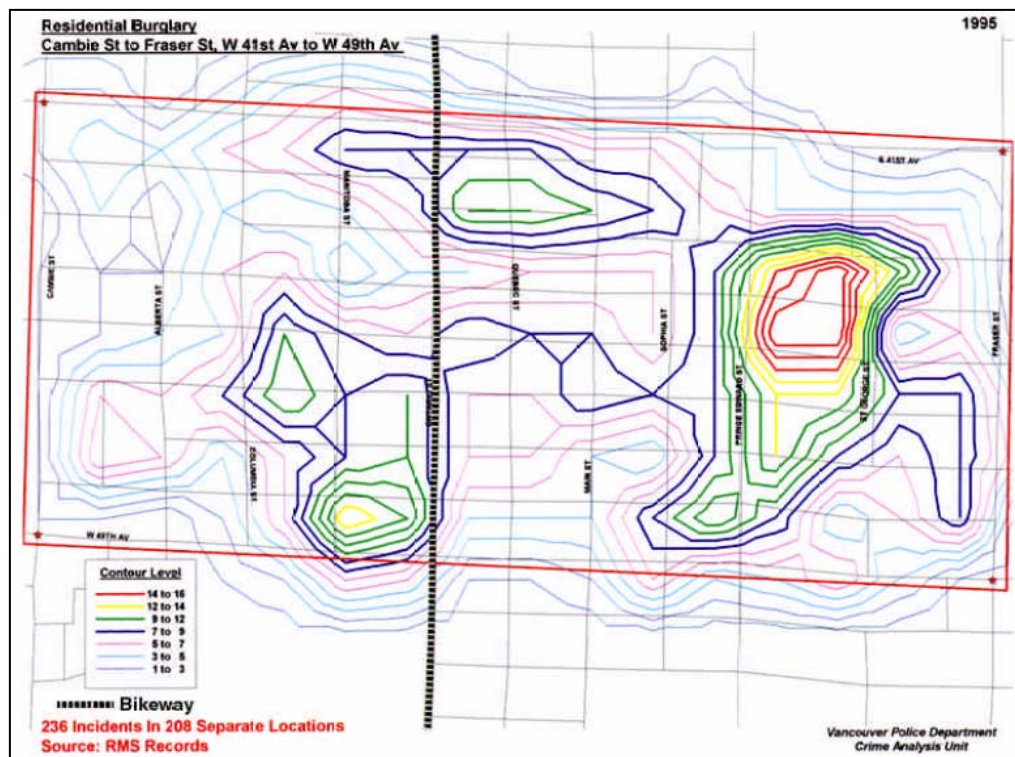 Residential Burglary
Cambie St to Fraser St, W 41st Av to W 49th Av
1995
E 41ST AV
MANITOBA ST
CAMBIE ST
ALBERTA ST
QUEBEC ST
SOPHIA ST
FRASER ST
PRINCE EDWARD ST
ST GEORGE ST
COLUMBIA ST
MAIN ST
W 49TH AV
Contour Level
14 to 16
12 to 14
9 to 12
7 to 9
5 to 7
3 to 5
1 to 3
Bikeway
236 Incidents In 208 Separate Locations
Source: RMS Records
Vancouver Police Department
Crime Analysis Unit